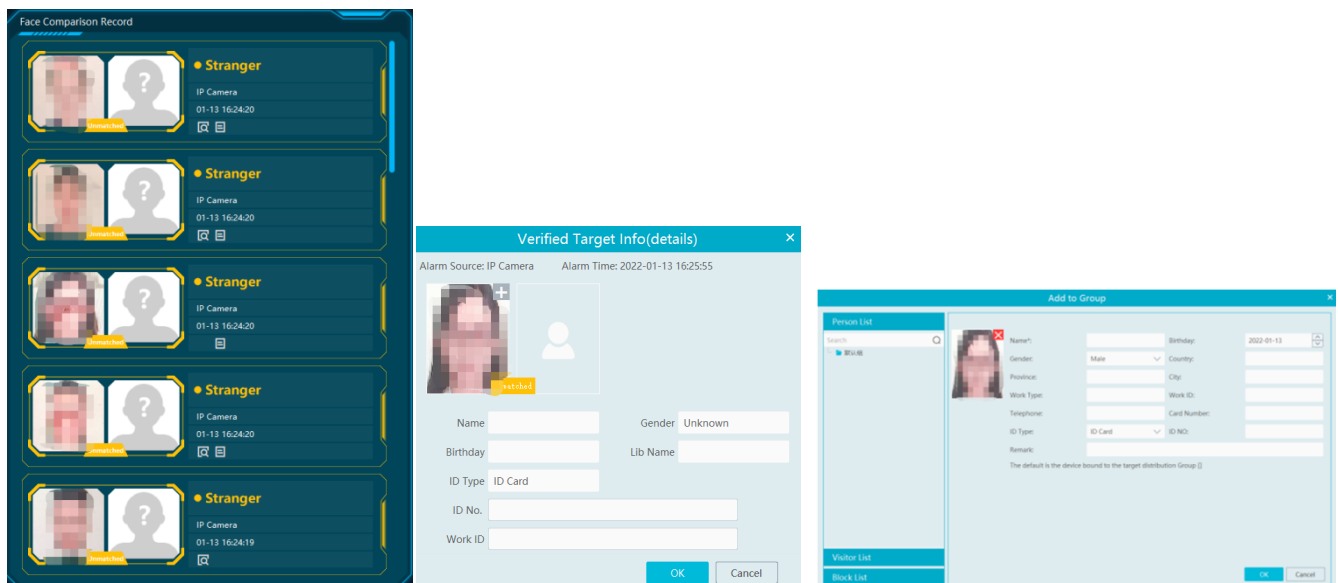 Face Comparison Record
Stranger
IP Camera
01-13 16:24:20
Unmatched
Stranger
IP Camera
01-13 16:24:20
Unmatched
Stranger
IP Camera
01-13 16:24:20
Unmatched
Stranger
IP Camera
01-13 16:24:20
Unmatched
Stranger
IP Camera
01-13 16:24:19
Unmatched
Verified Target Info(details)
Alarm Source: IP Camera Alarm Time: 2022-01-13 16:25:55
atched
Name Gender Unknown
Birthday Lib Name
ID Type ID Card
ID No.
Work ID
OK Cancel
Add to Group
Person List
Search
默认组
Name*: Birthday: 2022-01-13
Gender: Male Country:
Province: City:
Work Type: Work ID:
Telephone: Card Number:
ID Type: ID Card ID NO:
Remark:
The default is the device bound to the target distribution Group []
Visitor List
Block List
OK Cancel